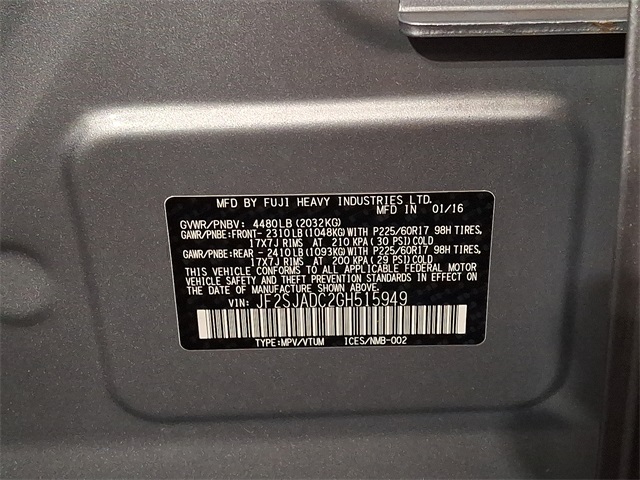 MFD BY FUJI HEAVY INDUSTRIES LTD.
MFD IN 01/16
GVWR/PNBV: 4480LB (2032KG)
GAWR/PNBE: FRONT- 2310LB (1048KG) WITH P225/60R17 98H TIRES,
17X7J RIMS AT 210 KPA ( 30 PSI) COLD
GAWR/PNBE: REAR - 2410LB (1093KG) WITH P225/60R17 98H TIRES,
17X7J RIMS AT 200 KPA ( 29 PSI) COLD
THIS VEHICLE CONFORMS TO ALL APPLICABLE FEDERAL MOTOR
VEHICLE SAFETY AND THEFT PREVENTION STANDARDS IN EFFECT ON
THE DATE OF MANUFACTURE SHOWN ABOVE.
VIN: JF2SJADC2GH515949
TYPE:MPV/VTUM ICES/NMB-002